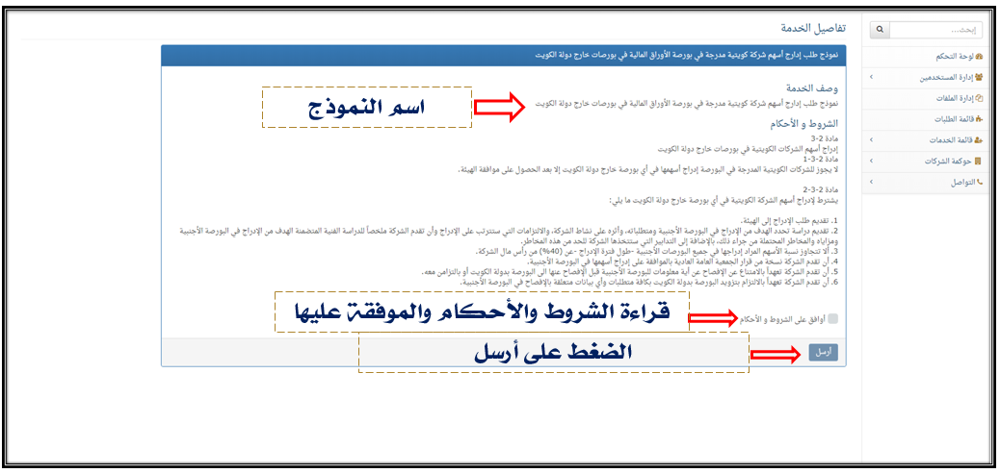 إبحث...
لوحة التحكم
إدارة المستخدمين
إدارة الملفات
قائمة الطلبات
قائمة الخدمات
حوكمة الشركات
التواصل
تفاصيل الخدمة
نموذج طلب إدارج أسهم شركة كويتية مدرجة في بورصة الأوراق المالية في بورصات خارج دولة الكويت
وصف الخدمة
نموذج طلب إدارج أسهم شركة كويتية مدرجة في بورصة الأوراق المالية في بورصات خارج دولة الكويت
اسم النموذج
الشروط و الأحكام
مادة 2-3
إدراج أسهم الشركات الكويتية في بورصات خارج دولة الكويت
مادة 2-3-1
لا يجوز للشركات الكويتية المدرجة في البورصة إدراج أسهمها في أي بورصة خارج دولة الكويت إلا بعد الحصول على موافقة الهيئة.
مادة 2-3-2
يشترط لإدراج أسهم الشركة الكويتية في أي بورصة خارج دولة الكويت ما يلي:
1. تقديم طلب الإدراج إلى الهيئة.
2. تقديم دراسة تحدد الهدف من الإدراج في البورصة الأجنبية ومتطلباته، وأثره على نشاط الشركة، والالتزامات التي ستترتب على الإدراج وأن تقدم الشركة ملخصاً للدراسة الفنية المتضمنة الهدف من الإدراج في البورصة الأجنبية
ومزاياه والمخاطر المحتملة من جراء ذلك، بالإضافة إلى التدابير التي ستتخذها الشركة للحد من هذه المخاطر.
3. ألا تتجاوز نسبة الأسهم المراد إدراجها في جميع البورصات الأجنبية -طول فترة الإدراج -عن (40%) من رأس مال الشركة.
4. أن تقدم الشركة نسخة من قرار الجمعية العامة العادية بالموافقة على إدراج أسهمها في البورصة الأجنبية.
5. أن تقدم الشركة تعهداً بالامتناع عن الإفصاح عن أية معلومات للبورصة الأجنبية قبل الإفصاح عنها الى البورصة بدولة الكويت أو بالتزامن معه.
6. أن تقدم الشركة تعهداً بالالتزام بتزويد البورصة بدولة الكويت بكافة متطلبات وأي بيانات متعلقة بالإفصاح في البورصة الأجنبية.
أوافق على الشروط و الأحكام
قراءة الشروط والأحكام والموفقة عليها
أرسل
الضغط على أرسل